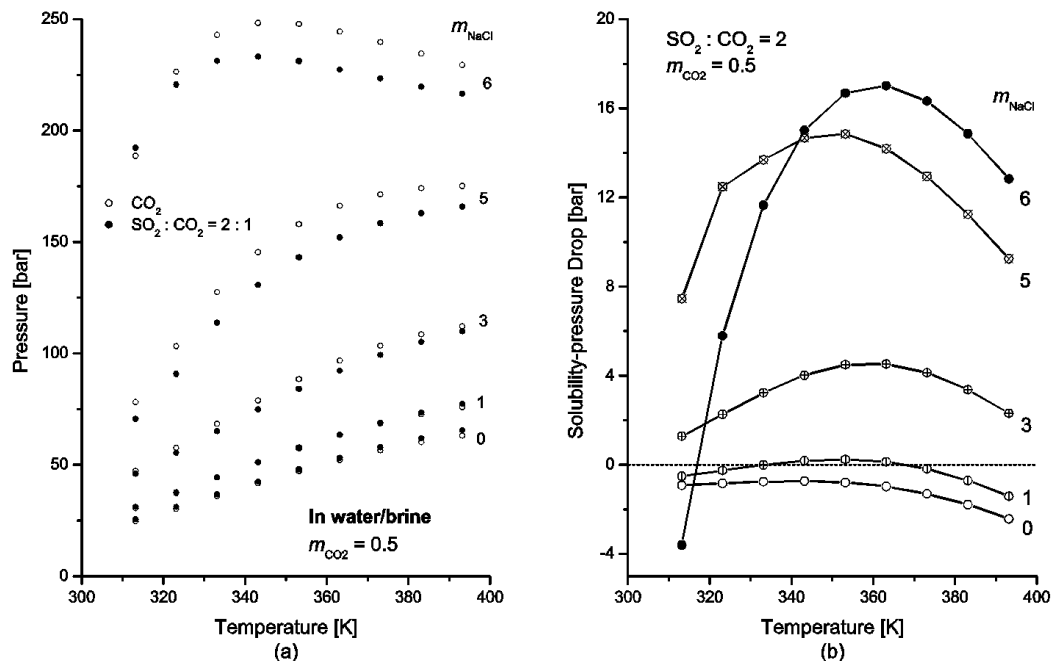 250
200
150
100
50
0
Pressure [bar]
m_NaCl
6
5
3
1
0
CO₂
SO₂ : CO₂ = 2 : 1
In water/brine
m_CO2 = 0.5
300
320
340
360
380
400
Temperature [K]
(a)
20
16
12
8
4
0
-4
Solubility-pressure Drop [bar]
SO₂ : CO₂ = 2
m_CO2 = 0.5
m_NaCl
6
5
3
1
0
300
320
340
360
380
400
Temperature [K]
(b)